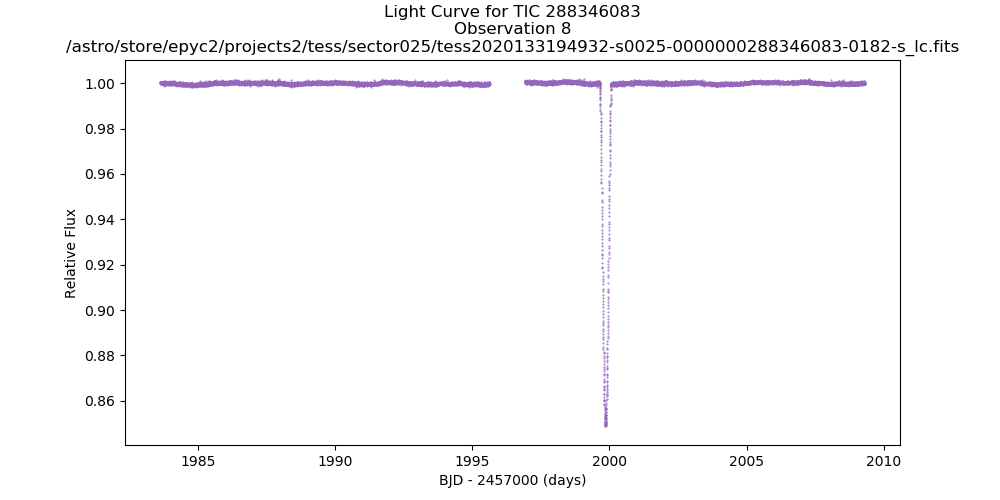 Light Curve for TIC 288346083
Observation 8
/astro/store/epyc2/projects2/tess/sector025/tess2020133194932-s0025-0000000288346083-0182-s_lc.fits
1.00
0.98
0.96
0.94
0.92
0.90
0.88
0.86
Relative Flux
1985 1990 1995 2000 2005 2010
BJD - 2457000 (days)